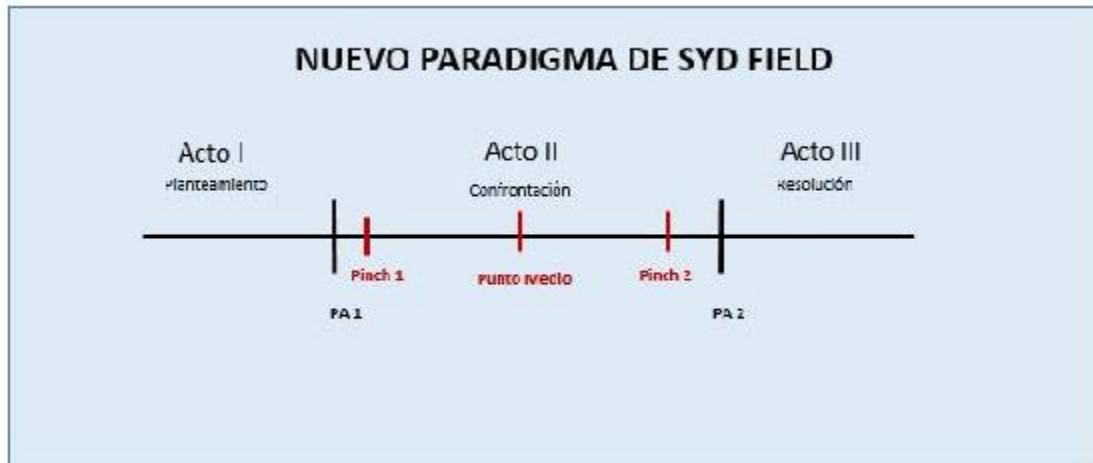 NUEVO PARADIGMA DE SYD FIELD
Acto I
Planteamiento
Acto II
Confrontación
Acto III
Resolución
Pinch 1
Punto Medio
Pinch 2
PA 1
PA 2